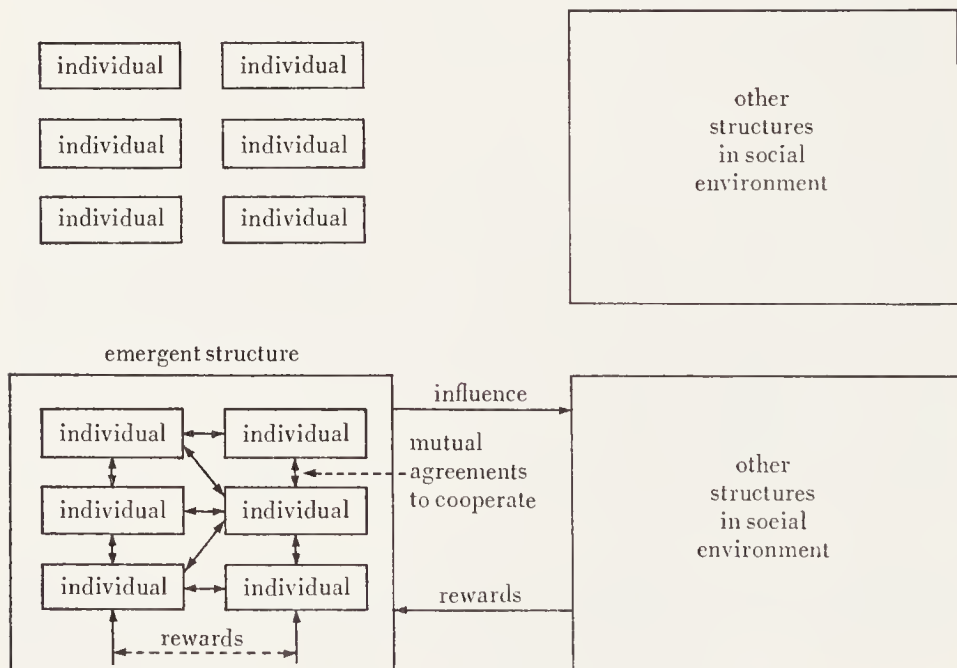 individual individual
individual individual
individual individual
other
structures
in social
environment
emergent structure
individual individual
individual individual
individual individual
rewards
influence
mutual
agreements
to cooperate
rewards
other
structures
in social
environment